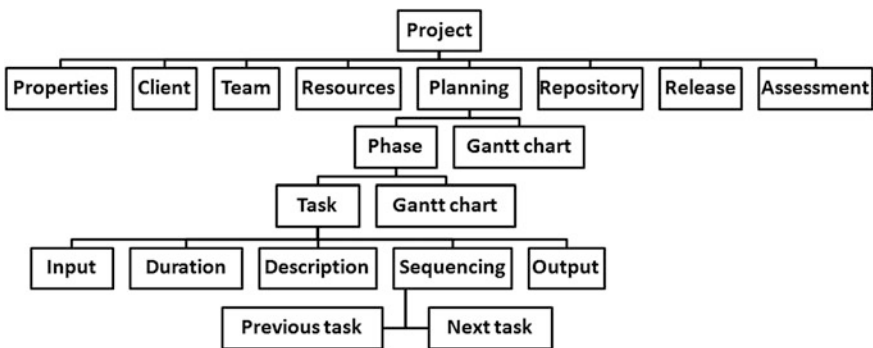 Project
Properties
Client
Team
Resources
Planning
Repository
Release
Assessment
Phase
Gantt chart
Task
Gantt chart
Input
Duration
Description
Sequencing
Output
Previous task
Next task